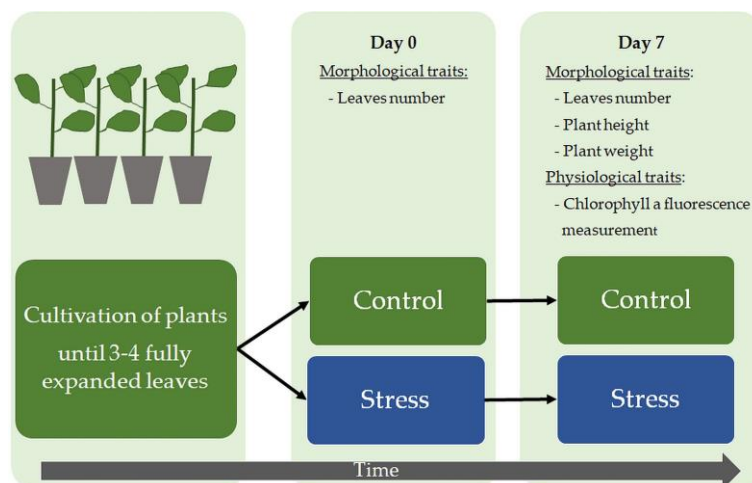 Day 0
Morphological traits:
- Leaves number
Day 7
Morphological traits:
- Leaves number
- Plant height
- Plant weight
Physiological traits:
- Chlorophyll a fluorescence
measurement
Cultivation of plants
until 3-4 fully
expanded leaves
Control
Control
Stress
Stress
Time